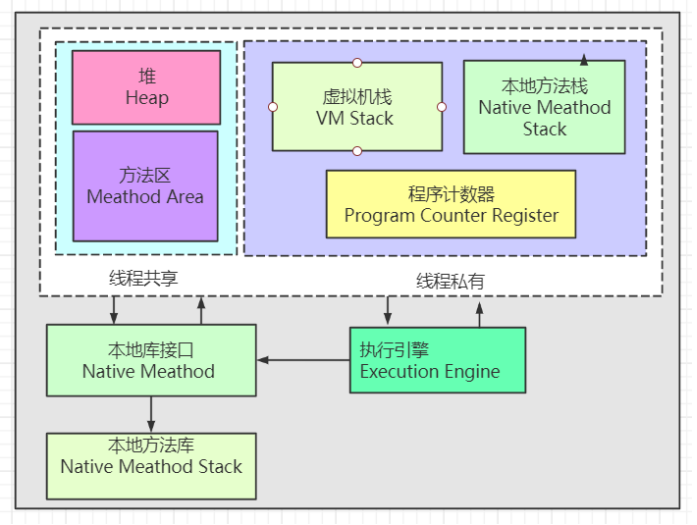 堆
Heap
方法区
Meathod Area
虚拟机栈
VM Stack
本地方法栈
Native Meathod
Stack
程序计数器
Program Counter Register
线程共享
线程私有
本地库接口
Native Meathod
执行引擎
Execution Engine
本地方法库
Native Meathod Stack